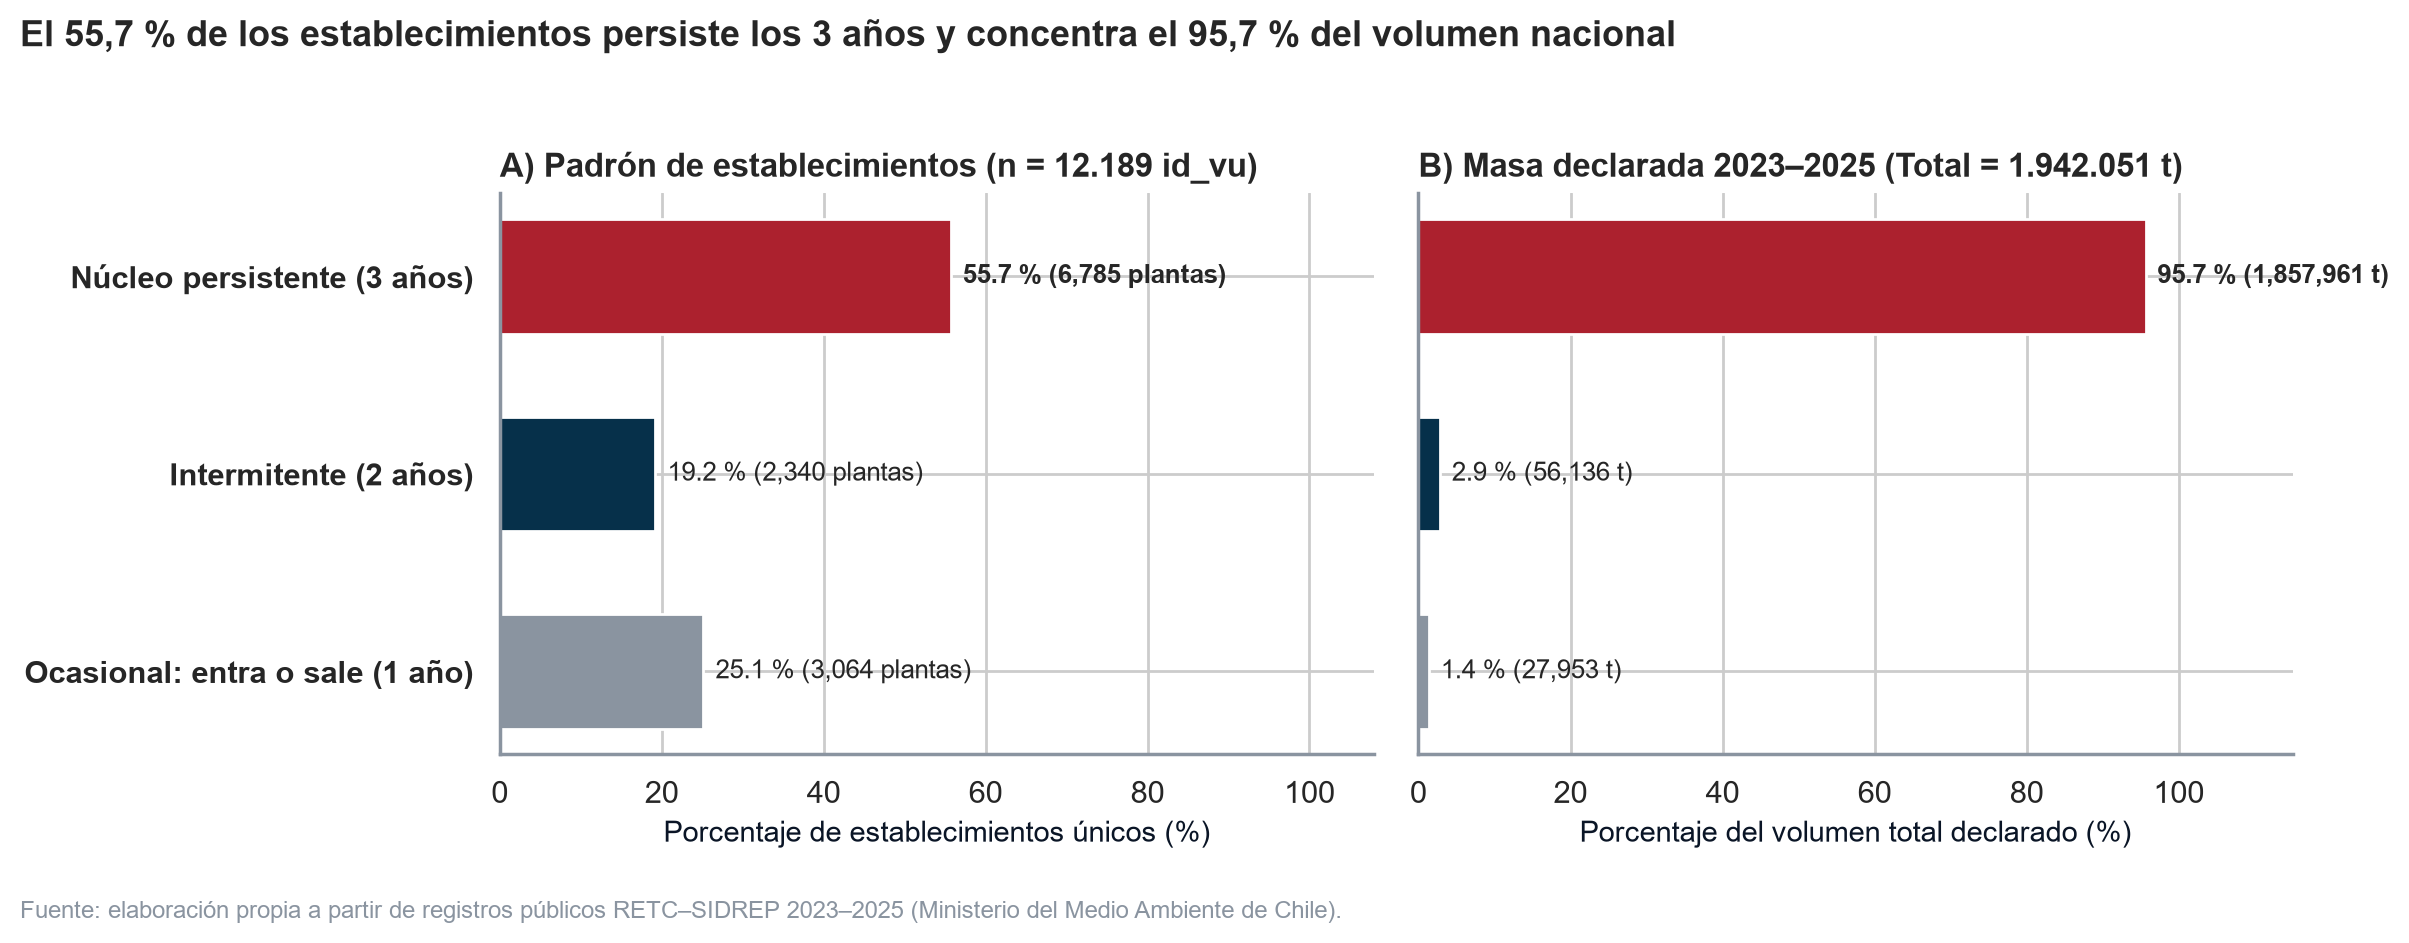 El 55,7 % de los establecimientos persiste los 3 años y concentra el 95,7 % del volumen nacional
A) Padrón de establecimientos (n = 12.189 id_vu)
Núcleo persistente (3 años)
55.7 % (6,785 plantas)
Intermitente (2 años)
19.2 % (2,340 plantas)
Ocasional: entra o sale (1 año)
25.1 % (3,064 plantas)
0 20 40 60 80 100
Porcentaje de establecimientos únicos (%)
B) Masa declarada 2023–2025 (Total = 1.942.051 t)
95.7 % (1,857,961 t)
2.9 % (56,136 t)
1.4 % (27,953 t)
0 20 40 60 80 100
Porcentaje del volumen total declarado (%)
Fuente: elaboración propia a partir de registros públicos RETC–SIDREP 2023–2025 (Ministerio del Medio Ambiente de Chile).